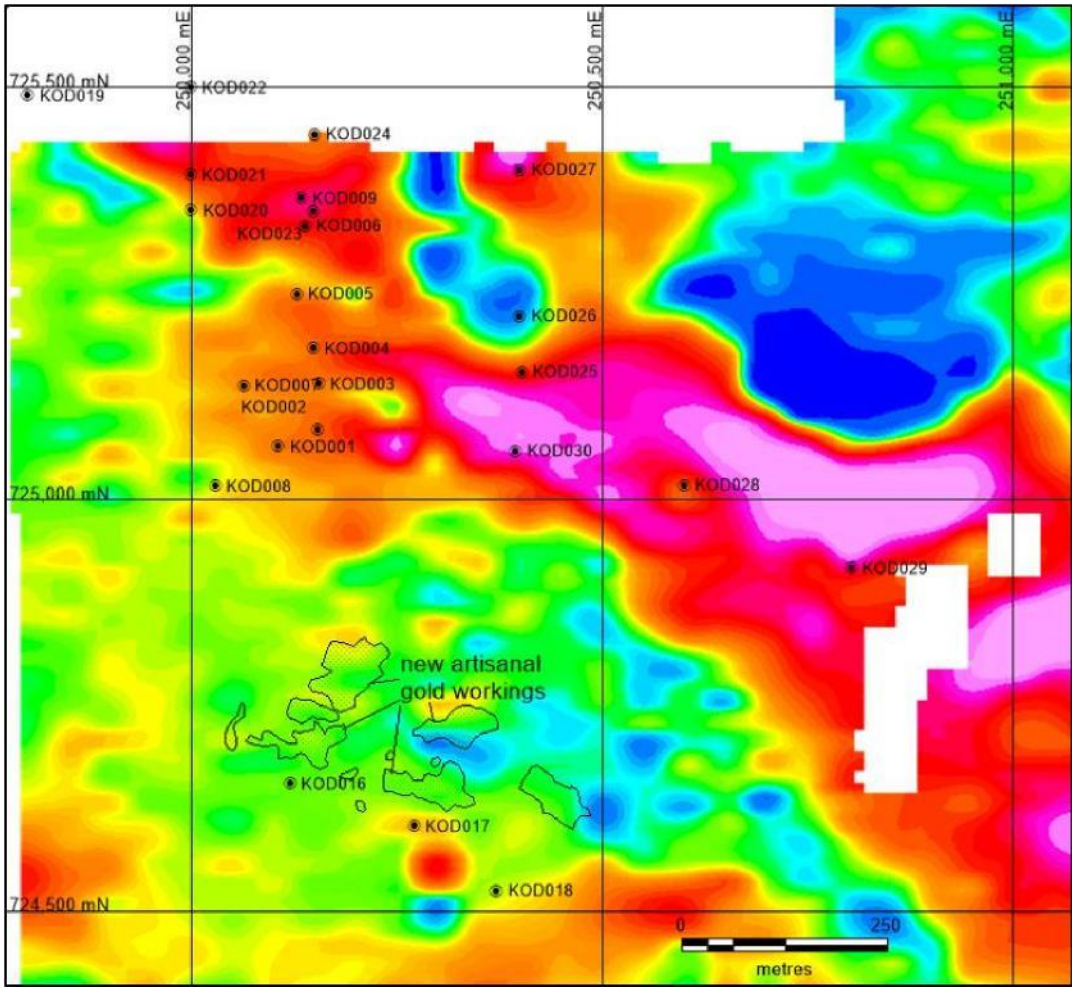 250,000 mE
250,500 mE
251,000 mE
725,500 mN
KOD022
KOD019
KOD024
KOD027
KOD021
KOD009
KOD020
KOD023
KOD006
KOD005
KOD026
KOD004
KOD025
KOD007
KOD003
KOD002
KOD001
KOD030
KOD008
KOD028
725,000 mN
KOD029
new artisanal
gold workings
KOD016
KOD017
KOD018
724,500 mN
0 250
metres